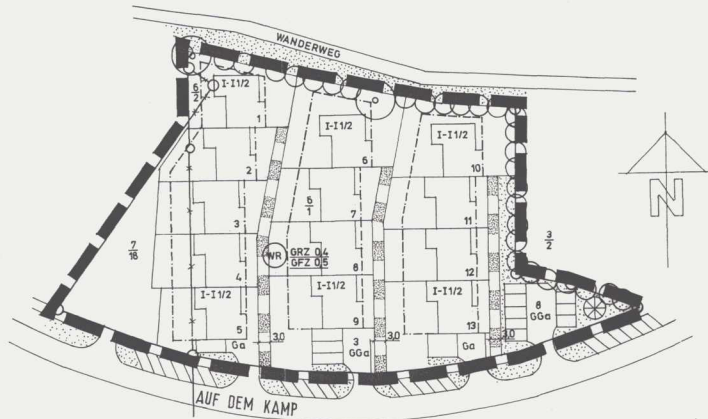 WANDERWEG
6/2
I-I1/2
1
I-I1/2
I-I1/2
2
6
10
3
6/1
7
11
7/18
4
WR
GRZ 0,4
GFZ 0,5
8
12
3/2
I-I1/2
I-I1/2
I-I1/2
5
9
13
8
GGa
Ga
3,0
3
GGa
3,0
Ga
3,0
AUF DEM KAMP
N